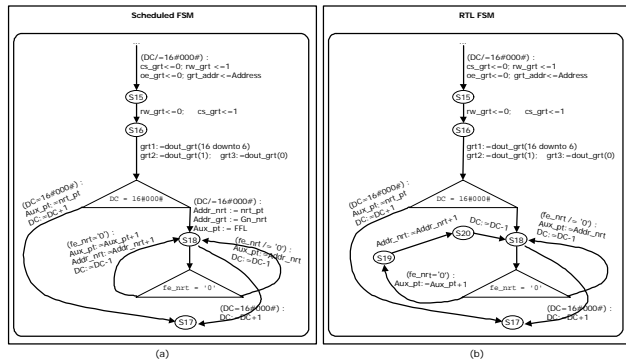 Scheduled FSM
...
(DC/=16#000#) :
cs_grt<=0; rw_grt <=1
oe_grt<=0; grt_addr<=Address
S15
rw_grt<=0; cs_grt<=1
S16
grt1:=dout_grt(16 downto 6)
grt2:=dout_grt(1); grt3:=dout_grt(0)
(DC=16#000#) :
Aux_pt:=nrt_pt
DC:=DC+1
DC = 16#000#
(DC/=16#000#) :
Addr_nrt := nrt_pt
Addr_grt := Gn_nrt
Aux_pt := FFL
(fe_nrt='0') :
Aux_pt:=Aux_pt+1
Addr_nrt:=Addr_nrt+1
DC:=DC-1
S18
(fe_nrt /= '0') :
Aux_pt:=Addr_nrt
DC:=DC-1
fe_nrt = '0'
(DC=16#000#) :
DC:=DC+1
S17
(a)
RTL FSM
...
(DC/=16#000#) :
cs_grt<=0; rw_grt <=1
oe_grt<=0; grt_addr<=Address
S15
rw_grt<=0; cs_grt<=1
S16
grt1:=dout_grt(16 downto 6)
grt2:=dout_grt(1); grt3:=dout_grt(0)
(DC=16#000#) :
Aux_pt:=nrt_pt
DC:=DC+1
DC = 16#000#
Addr_nrt:=Addr_nrt+1
S20
DC:=DC-1
S18
(fe_nrt /= '0') :
Aux_pt:=Addr_nrt
DC:=DC-1
S19
(fe_nrt='0') :
Aux_pt:=Aux_pt+1
fe_nrt = '0'
(DC=16#000#) :
DC:=DC+1
S17
(b)